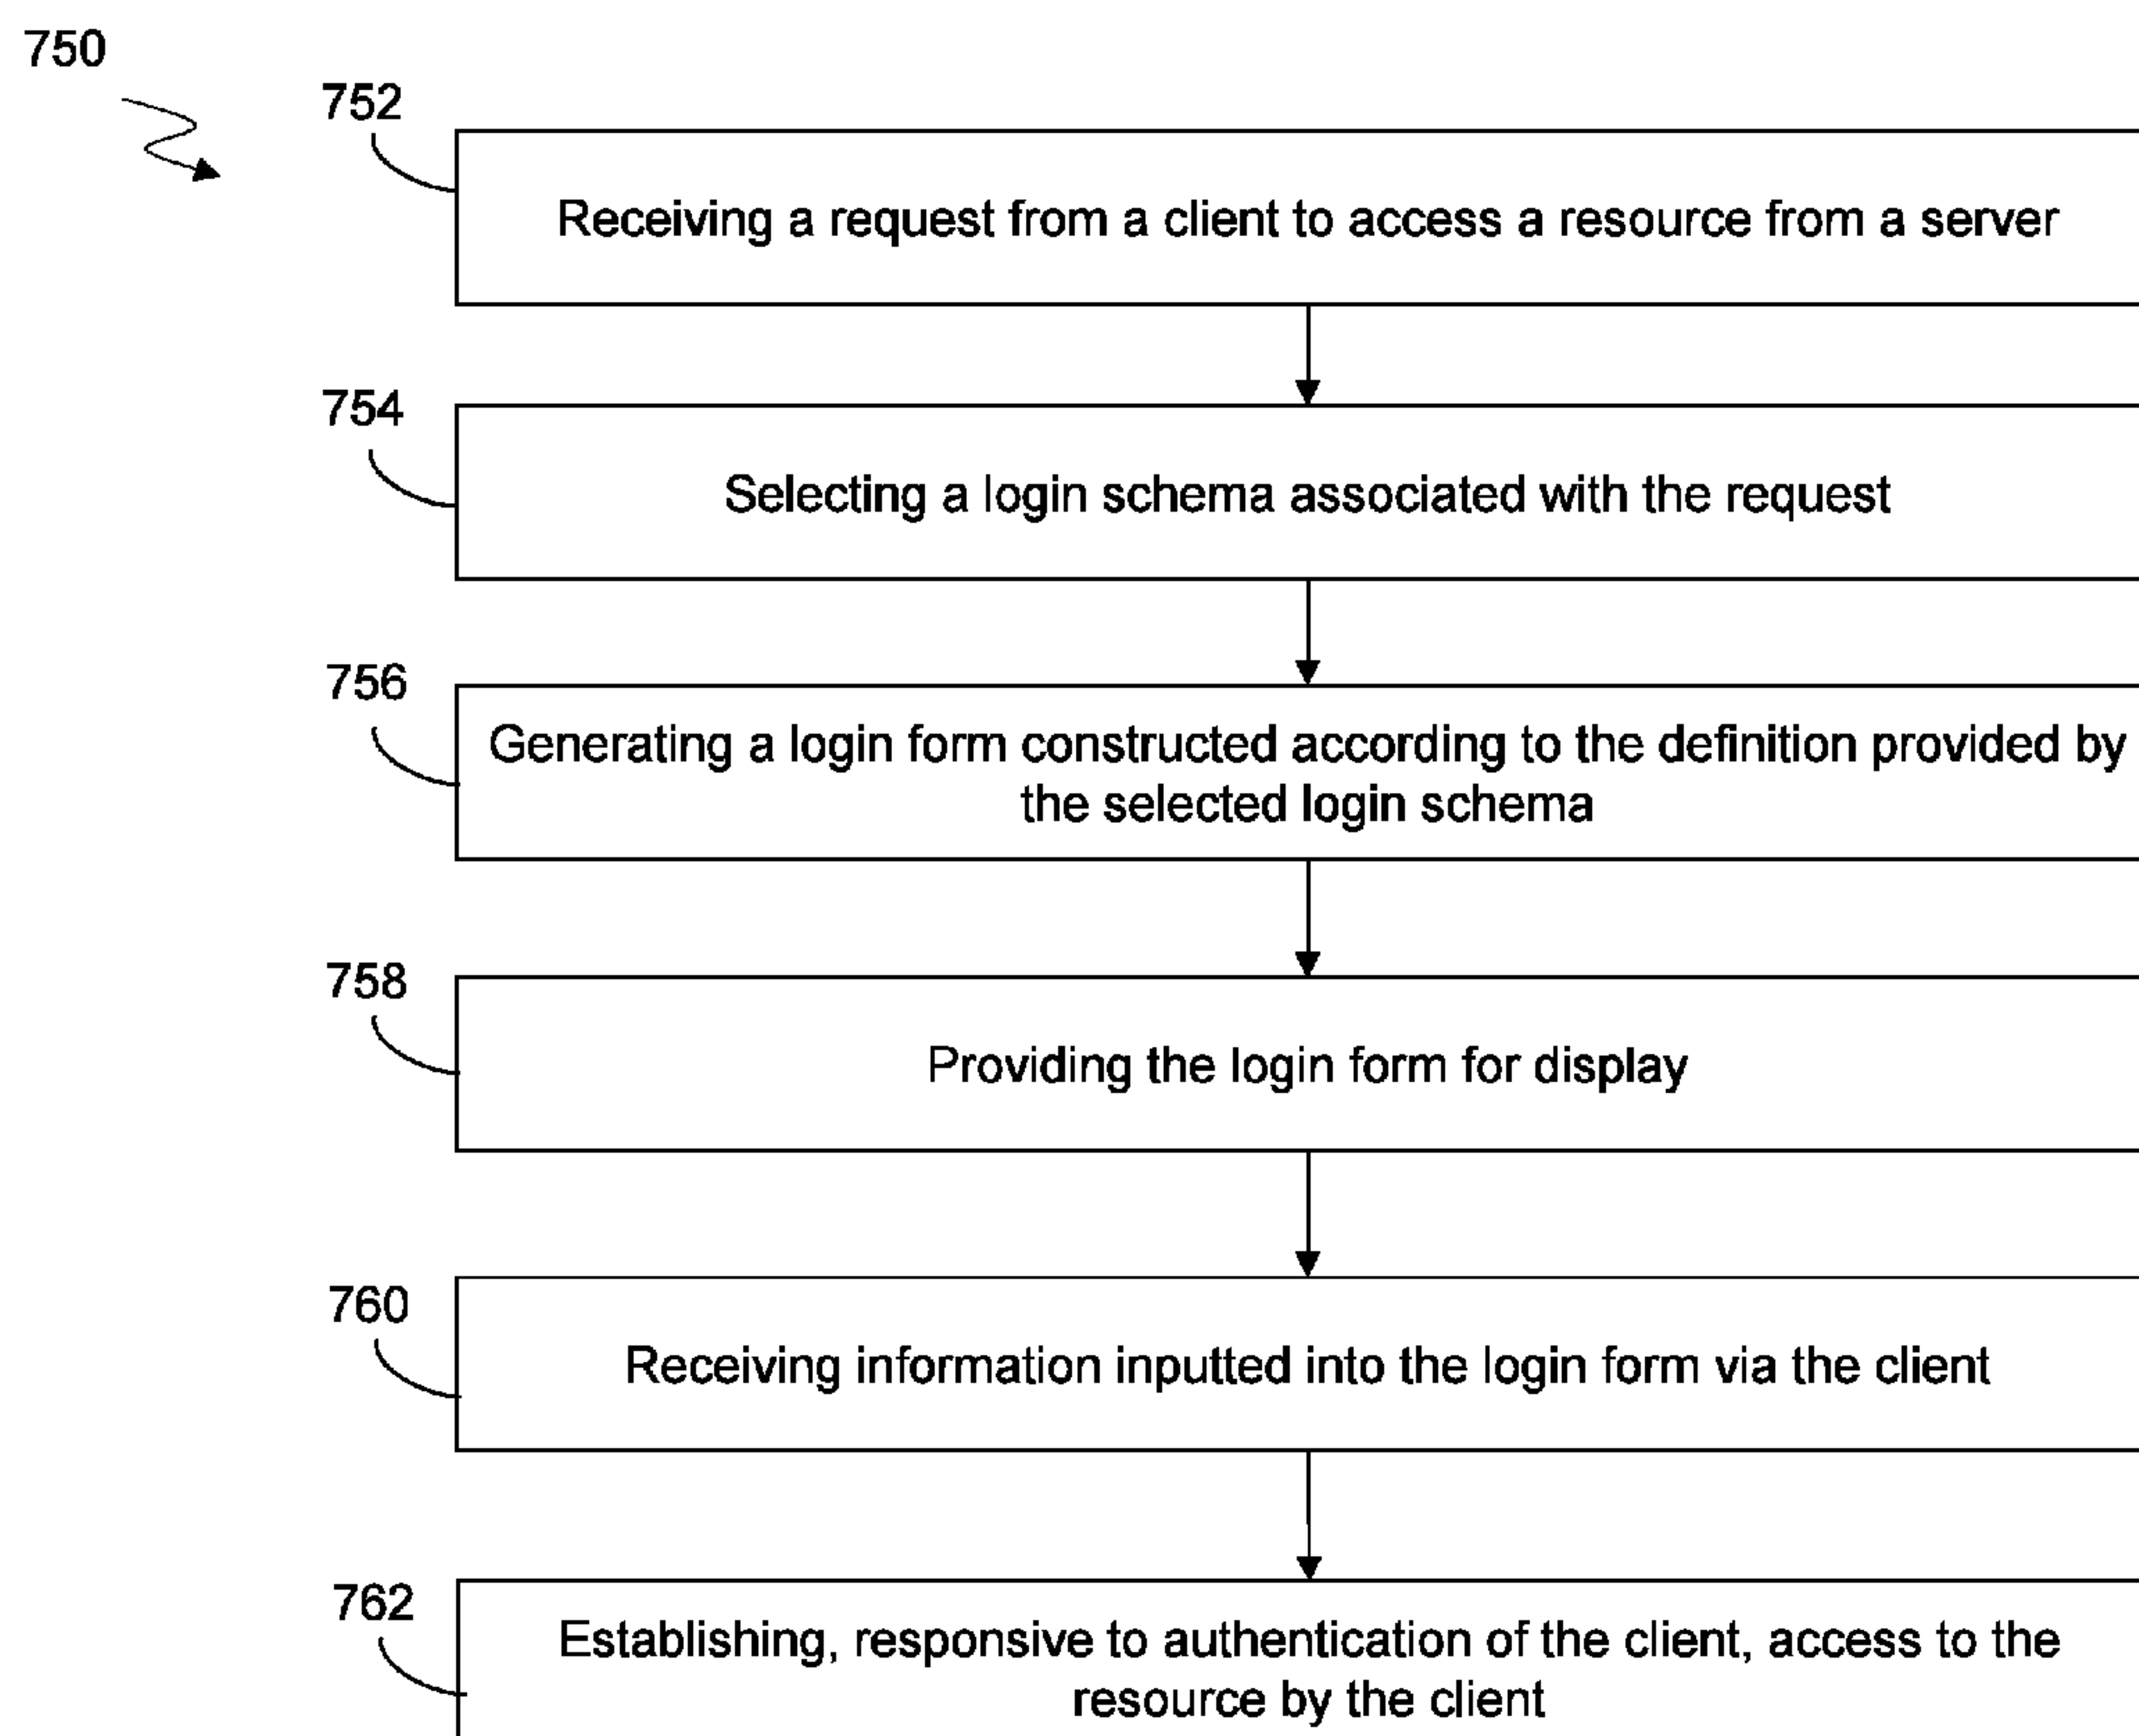 750
752
Receiving a request from a client to access a resource from a server
754
Selecting a login schema associated with the request
756
Generating a login form constructed according to the definition provided by
the selected login schema
758
Providing the login form for display
760
Receiving information inputted into the login form via the client
762
Establishing, responsive to authentication of the client, access to the
resource by the client